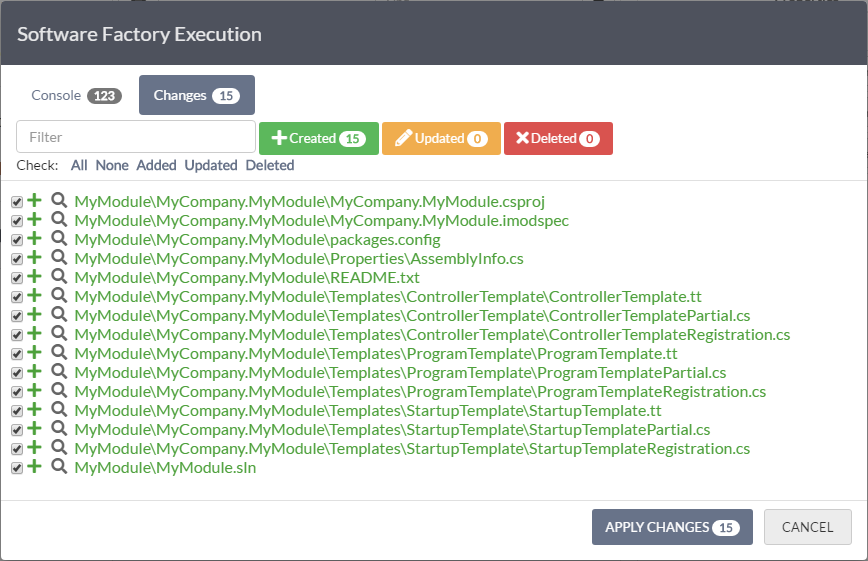 Software Factory Execution
Console 123 Changes 15
Filter Created 15 Updated 0 Deleted 0
Check: All None Added Updated Deleted
MyModule\MyCompany.MyModule\MyCompany.MyModule.csproj
MyModule\MyCompany.MyModule\MyCompany.MyModule.imodspec
MyModule\MyCompany.MyModule\packages.config
MyModule\MyCompany.MyModule\Properties\AssemblyInfo.cs
MyModule\MyCompany.MyModule\README.txt
MyModule\MyCompany.MyModule\Templates\ControllerTemplate\ControllerTemplate.tt
MyModule\MyCompany.MyModule\Templates\ControllerTemplate\ControllerTemplatePartial.cs
MyModule\MyCompany.MyModule\Templates\ControllerTemplate\ControllerTemplateRegistration.cs
MyModule\MyCompany.MyModule\Templates\ProgramTemplate\ProgramTemplate.tt
MyModule\MyCompany.MyModule\Templates\ProgramTemplate\ProgramTemplatePartial.cs
MyModule\MyCompany.MyModule\Templates\ProgramTemplate\ProgramTemplateRegistration.cs
MyModule\MyCompany.MyModule\Templates\StartupTemplate\StartupTemplate.tt
MyModule\MyCompany.MyModule\Templates\StartupTemplate\StartupTemplatePartial.cs
MyModule\MyCompany.MyModule\Templates\StartupTemplate\StartupTemplateRegistration.cs
MyModule\MyModule.sln
APPLY CHANGES 15 CANCEL